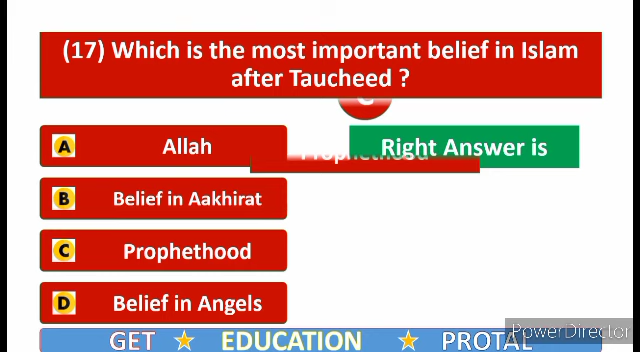 (17) Which is the most important belief in Islam
after Taucheed ?
C
A Allah
Right Answer is
Prophethood
B Belief in Aakhirat
C Prophethood
D Belief in Angels
GET EDUCATION PROTAL
PowerDirector